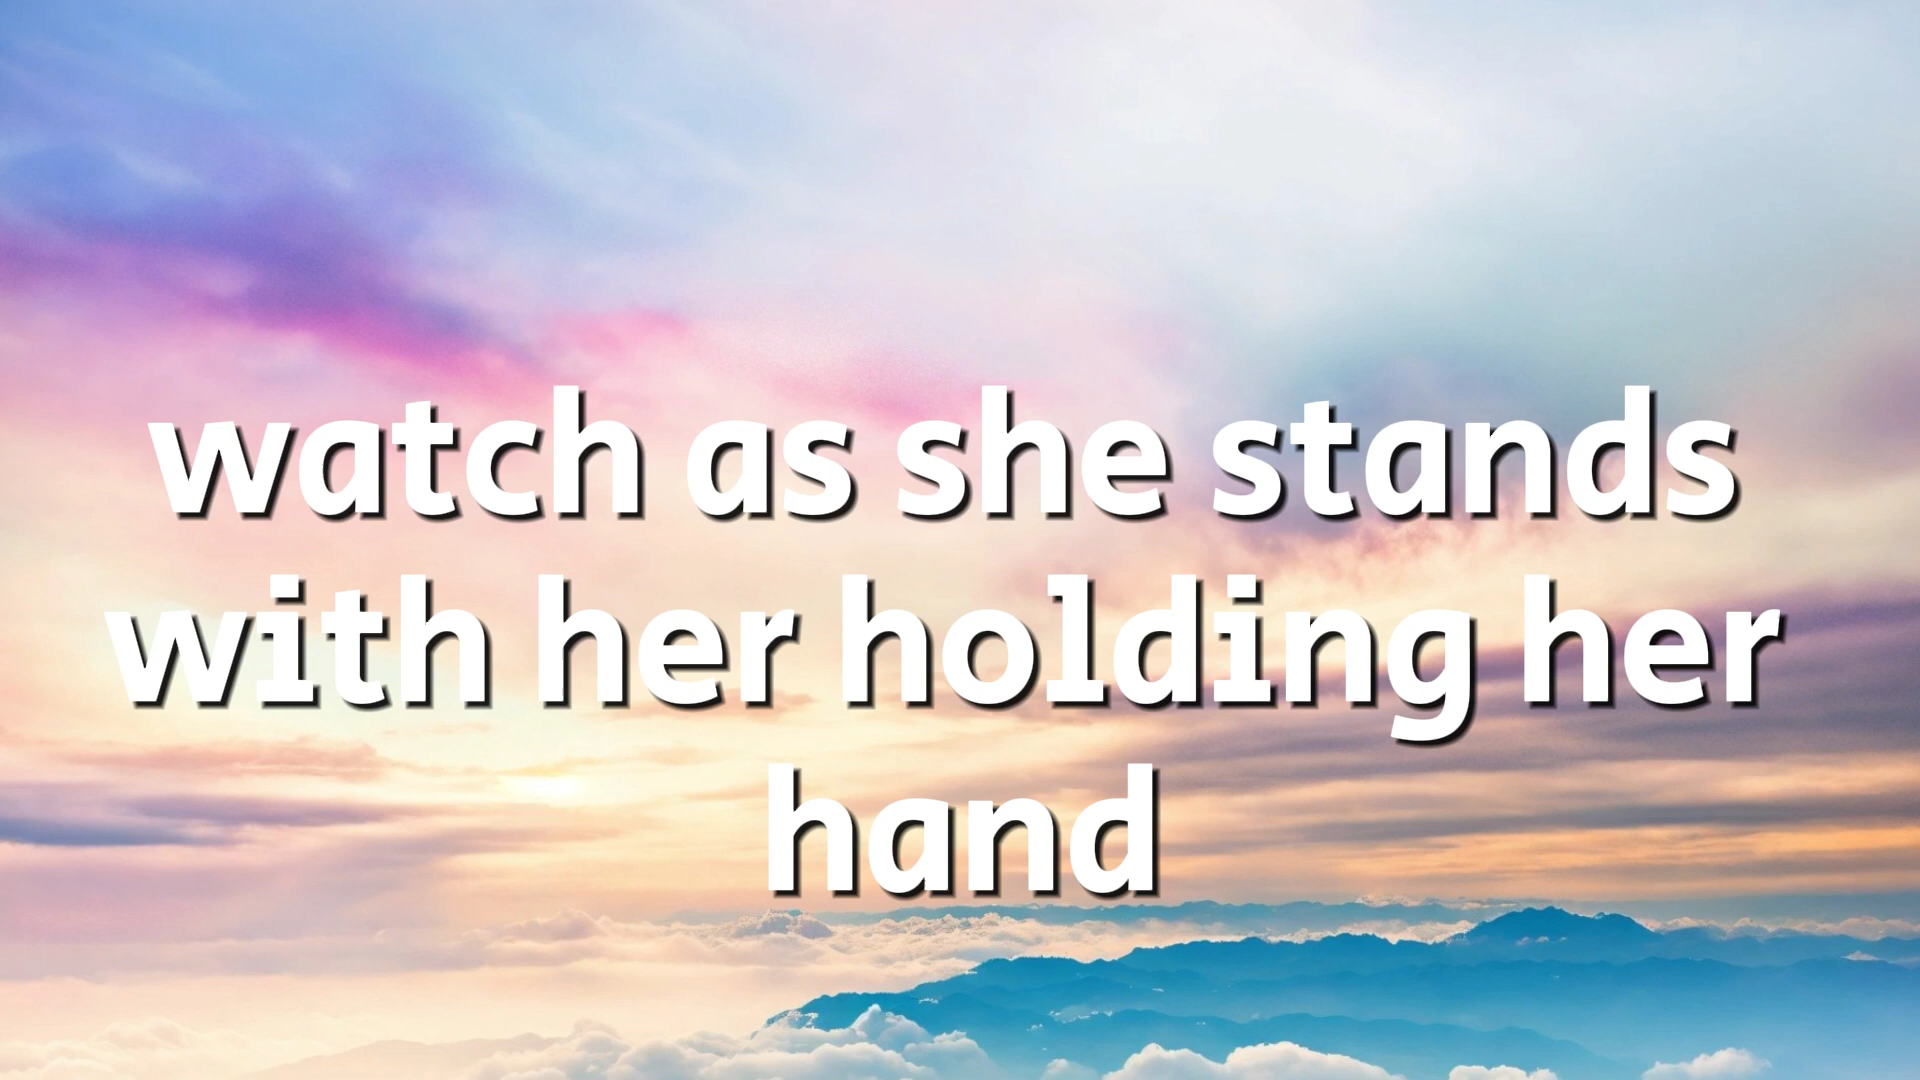 watch as she stands
with her holding her
hand